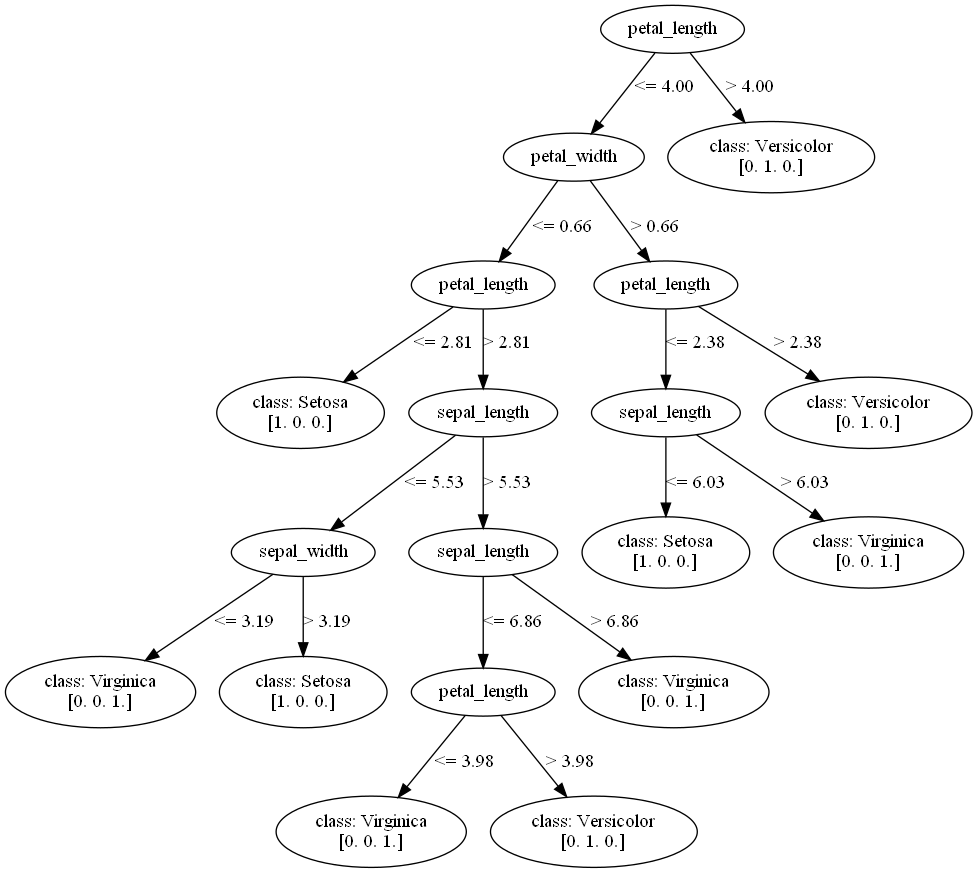 petal_length
<= 4.00
> 4.00
petal_width
class: Versicolor
[0. 1. 0.]
<= 0.66
> 0.66
petal_length
petal_length
<= 2.81
> 2.81
<= 2.38
> 2.38
class: Setosa
[1. 0. 0.]
sepal_length
sepal_length
class: Versicolor
[0. 1. 0.]
<= 5.53
> 5.53
<= 6.03
> 6.03
sepal_width
sepal_length
class: Setosa
[1. 0. 0.]
class: Virginica
[0. 0. 1.]
<= 3.19
> 3.19
<= 6.86
> 6.86
class: Virginica
[0. 0. 1.]
class: Setosa
[1. 0. 0.]
petal_length
class: Virginica
[0. 0. 1.]
<= 3.98
> 3.98
class: Virginica
[0. 0. 1.]
class: Versicolor
[0. 1. 0.]